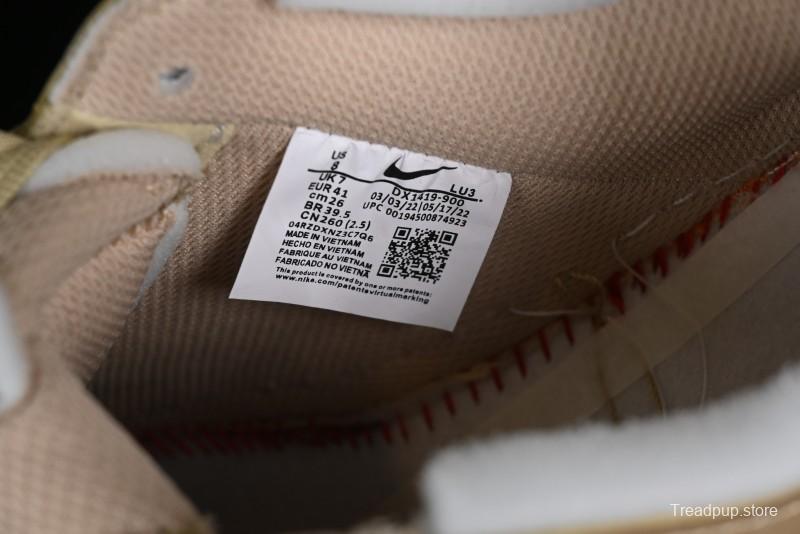 US
8
UK 7
EUR 41
cm 26
BR 39.5
CN 260 (2.5)
04RZDXNZ3C7Q6
MADE IN VIETNAM
HECHO EN VIETNAM
FABRIQUE AU VIETNAM
FABRICADO NO VIETNA
LU3
DX1419-900
03/03/22|05/17/22
UPC 00194500874923
This product is covered by one or more patents:
www.nike.com/patentsvirtualmarking
Treadpup.store